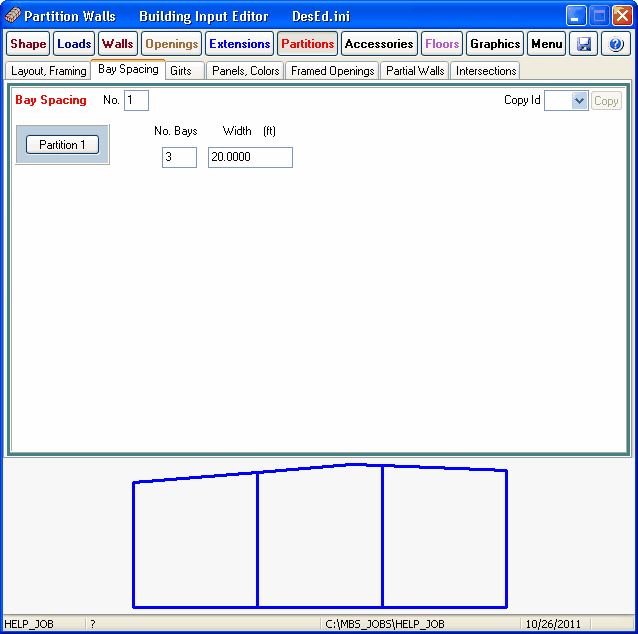 Partition Walls Building Input Editor DesEd.ini
Shape Loads Walls Openings Extensions Partitions Accessories Floors Graphics Menu ?
Layout, Framing Bay Spacing Girts Panels, Colors Framed Openings Partial Walls Intersections
Bay Spacing No. 1 Copy Id Copy
No. Bays Width (ft)
Partition 1 3 20.0000
HELP_JOB ? C:\MBS_JOBS\HELP_JOB 10/26/2011